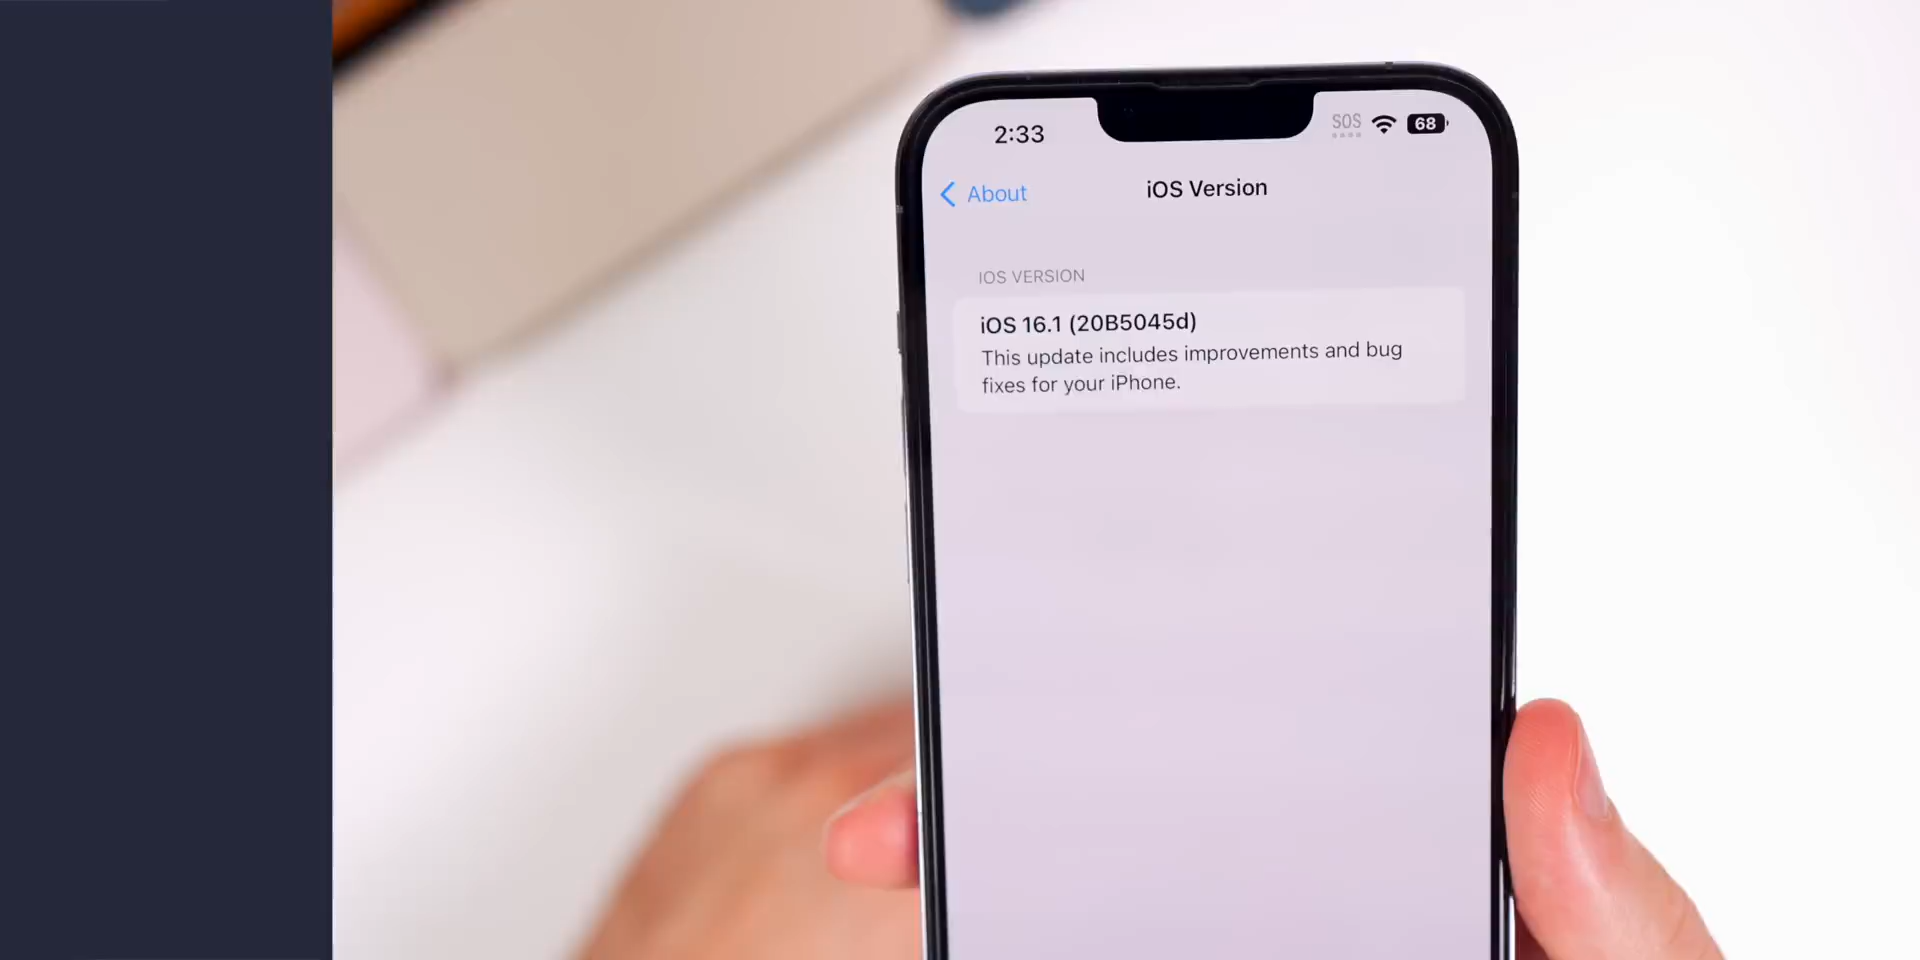 2:33
SOS
68
About
iOS Version
IOS VERSION
iOS 16.1 (20B5045d)
This update includes improvements and bug
fixes for your iPhone.